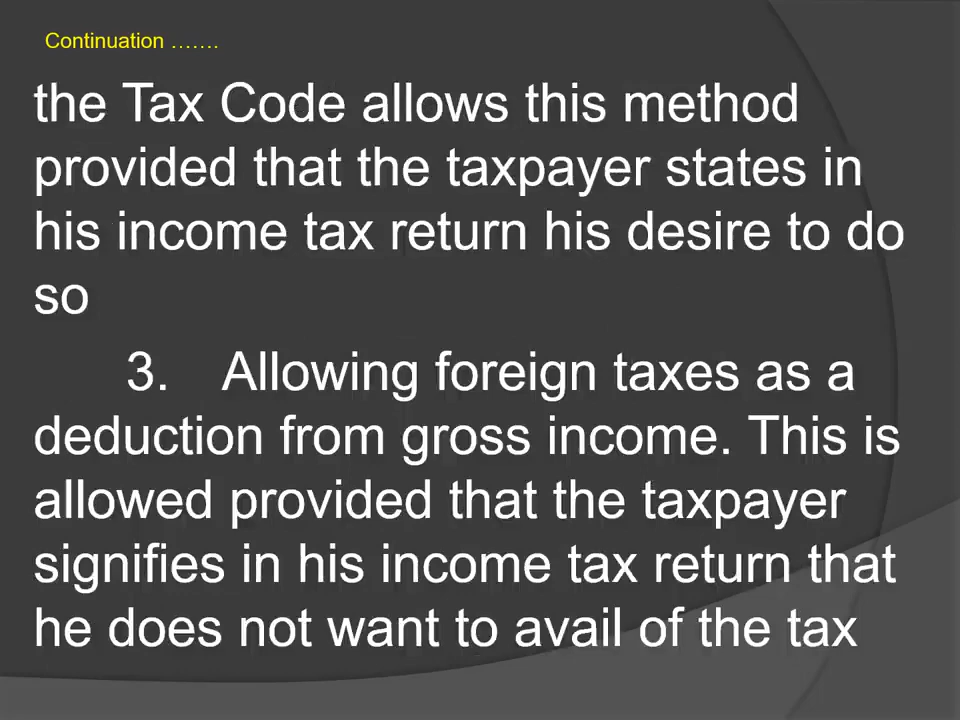 Continuation …….
the Tax Code allows this method
provided that the taxpayer states in
his income tax return his desire to do
so
3. Allowing foreign taxes as a
deduction from gross income. This is
allowed provided that the taxpayer
signifies in his income tax return that
he does not want to avail of the tax